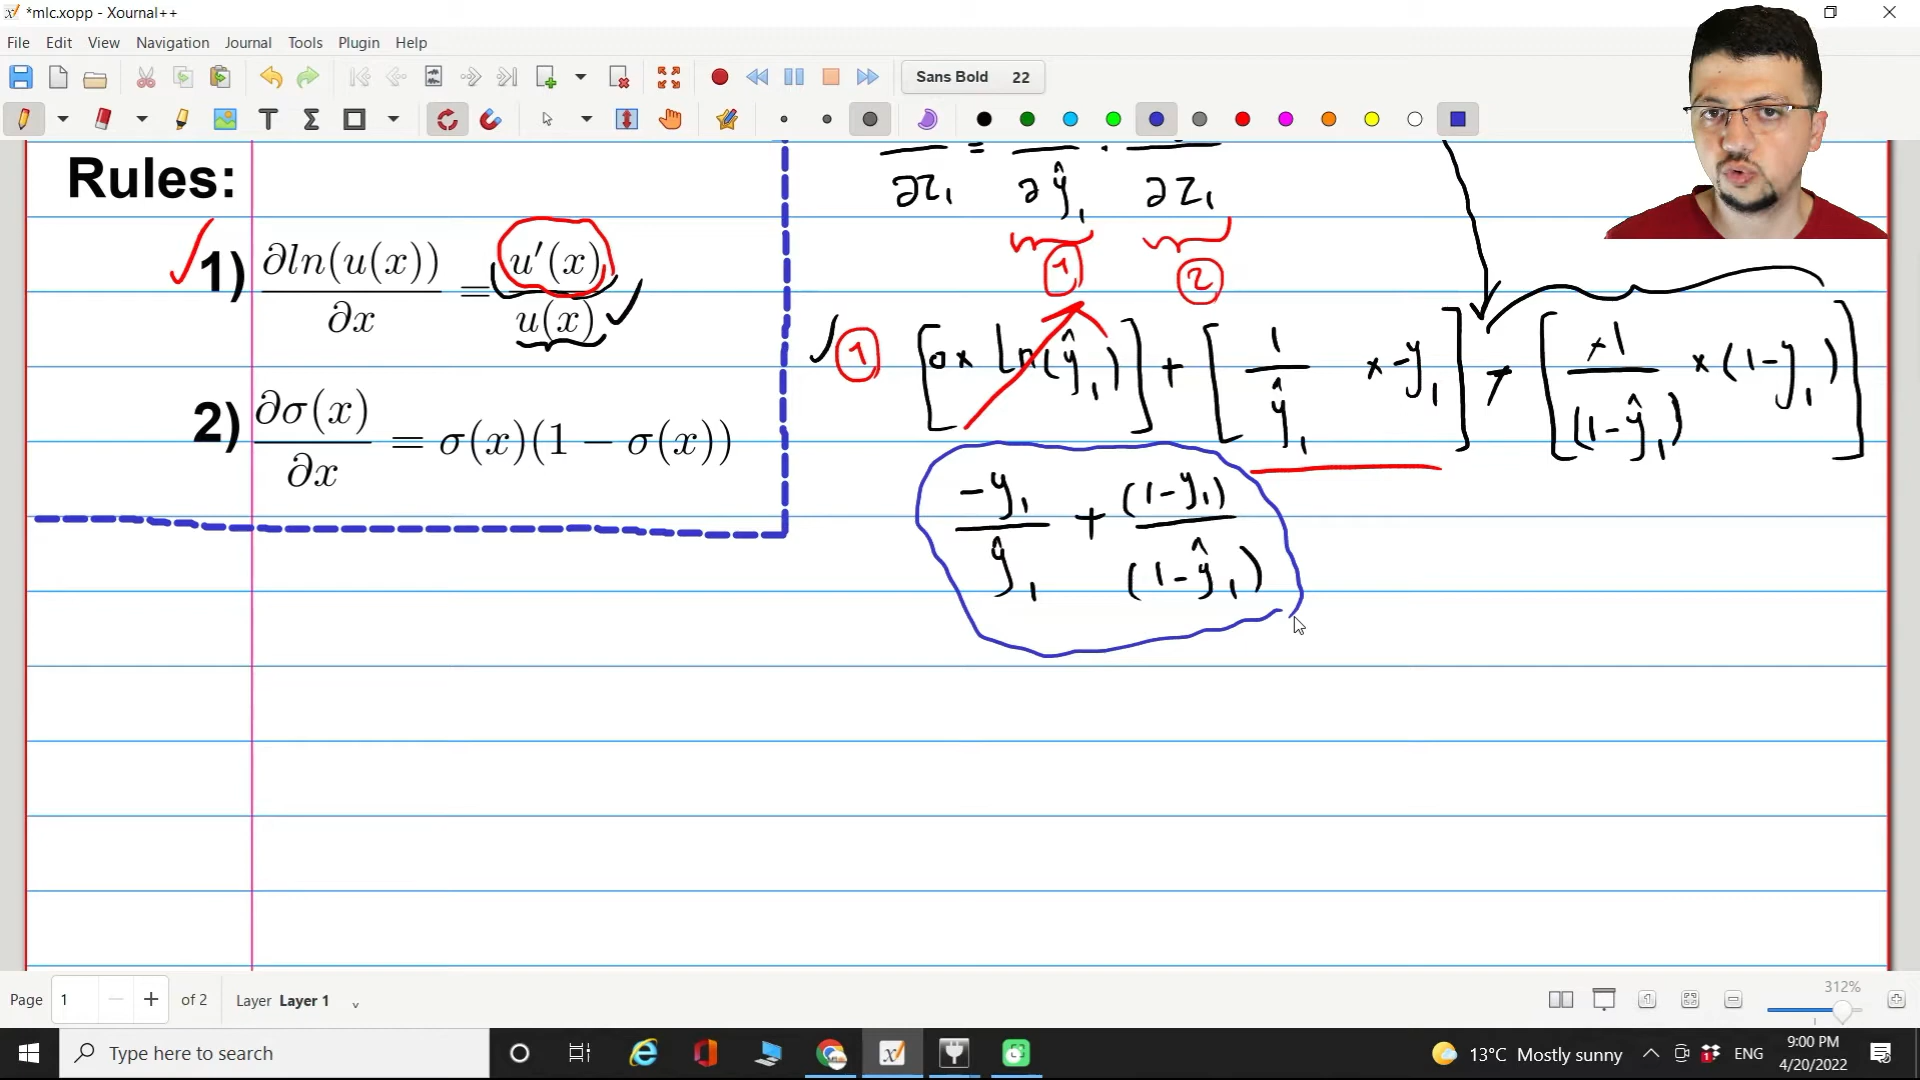 *mlc.xopp - Xournal++
File Edit View Navigation Journal Tools Plugin Help
Sans Bold 22
Rules:
1) ∂ln(u(x))/∂x = u′(x)/u(x)
2) ∂σ(x)/∂x = σ(x)(1 − σ(x))
∂z₁ = ∂ŷ₁ · ∂z₁
1 2
1 [0 × ln(ŷ₁)] + [1/ŷ₁ × -y₁] + [+1/(1-ŷ₁) × (1-y₁)]
-y₁/ŷ₁ + (1-y₁)/(1-ŷ₁)
Page 1 of 2 Layer Layer 1
312%
Type here to search
13°C Mostly sunny
ENG
9:00 PM
4/20/2022